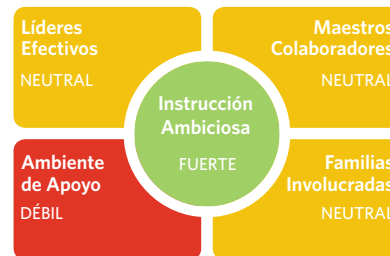 Líderes
Efectivos
NEUTRAL
Maestros
Colaboradores
NEUTRAL
Instrucción
Ambiciosa
FUERTE
Ambiente
de Apoyo
DÉBIL
Familias
Involucradas
NEUTRAL